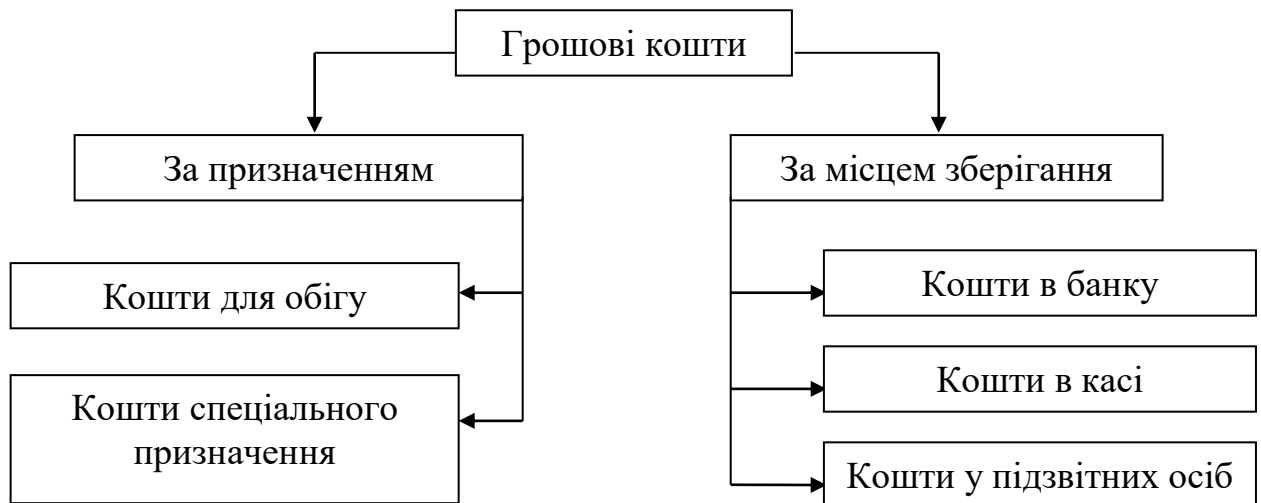 Грошові кошти
За призначенням
За місцем зберігання
Кошти для обігу
Кошти в банку
Кошти спеціального
призначення
Кошти в касі
Кошти у підзвітних осіб